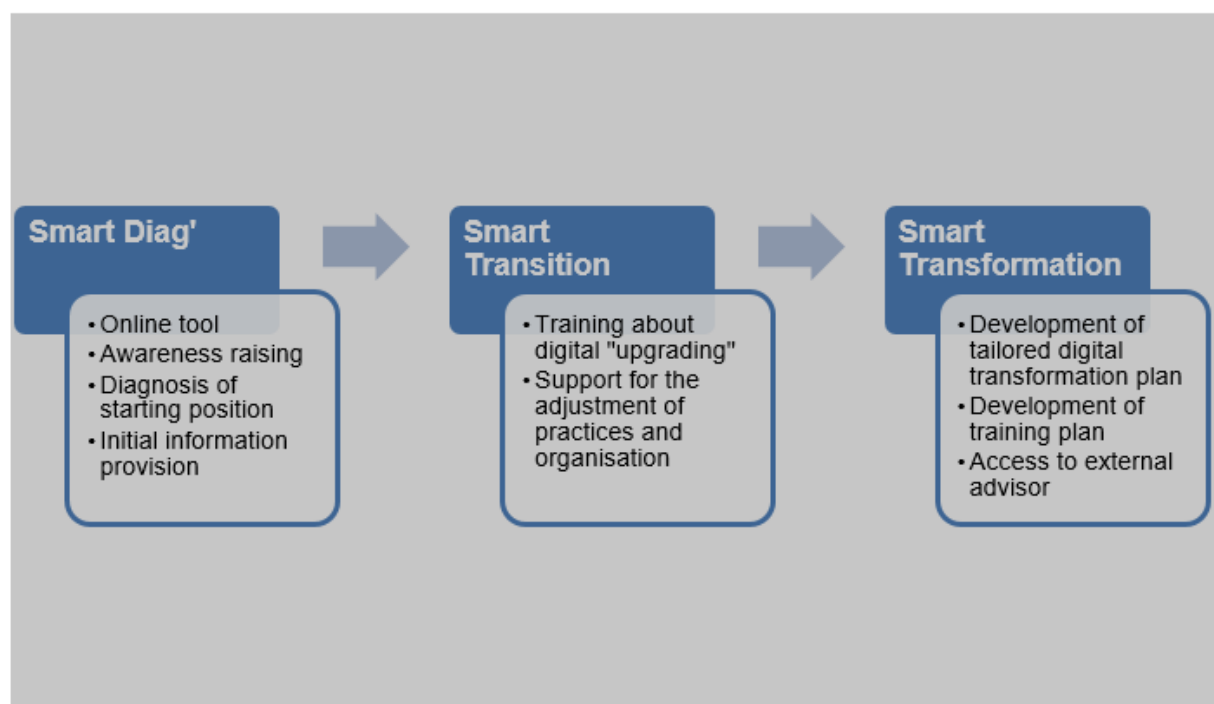 Smart Diag'
• Online tool
• Awareness raising
• Diagnosis of
starting position
• Initial information
provision
Smart
Transition
• Training about
digital "upgrading"
• Support for the
adjustment of
practices and
organisation
Smart
Transformation
• Development of
tailored digital
transformation plan
• Development of
training plan
• Access to external
advisor